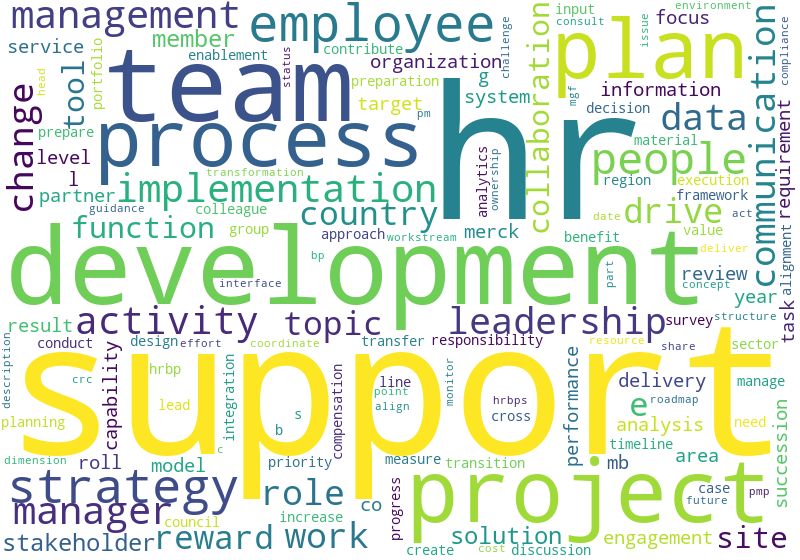 management
employee
input
consult
environment
focus
issue
service
member
contribute
status
enablement
organization
challenge
plan
compliance
head
portfolio
tool
team
preparation
g
target
pm
system
collaboration
mgf
decision
information
data
communication
requirement
change
prepare
process
hr
material
level
l
transformation
analytics
ownership
people
region
execution
framework
partner
implementation
guidance
colleague
country
function
group
approach
workstream
merck
benefit
date
drive
act
value
deliver
alignment
development
bp
interface
part
concept
review
year
structure
task
result
activity
topic
leadership
survey
description
conduct
design
effort
coordinate
transfer
responsibility
resource
share
sector
support
crc
capability
hrbp
integration
compensation
line
point
align
monitor
hrbps
cross
performance
delivery
roadmap
manage
planning
lead
s
b
e
analysis
need
timeline
succession
dimension
roll
model
c
priority
measure
transition
mb
area
case
future
pmp
strategy
role
co
progress
project
manager
council
increase
stakeholder
reward
work
create
cost
solution
discussion
engagement
site